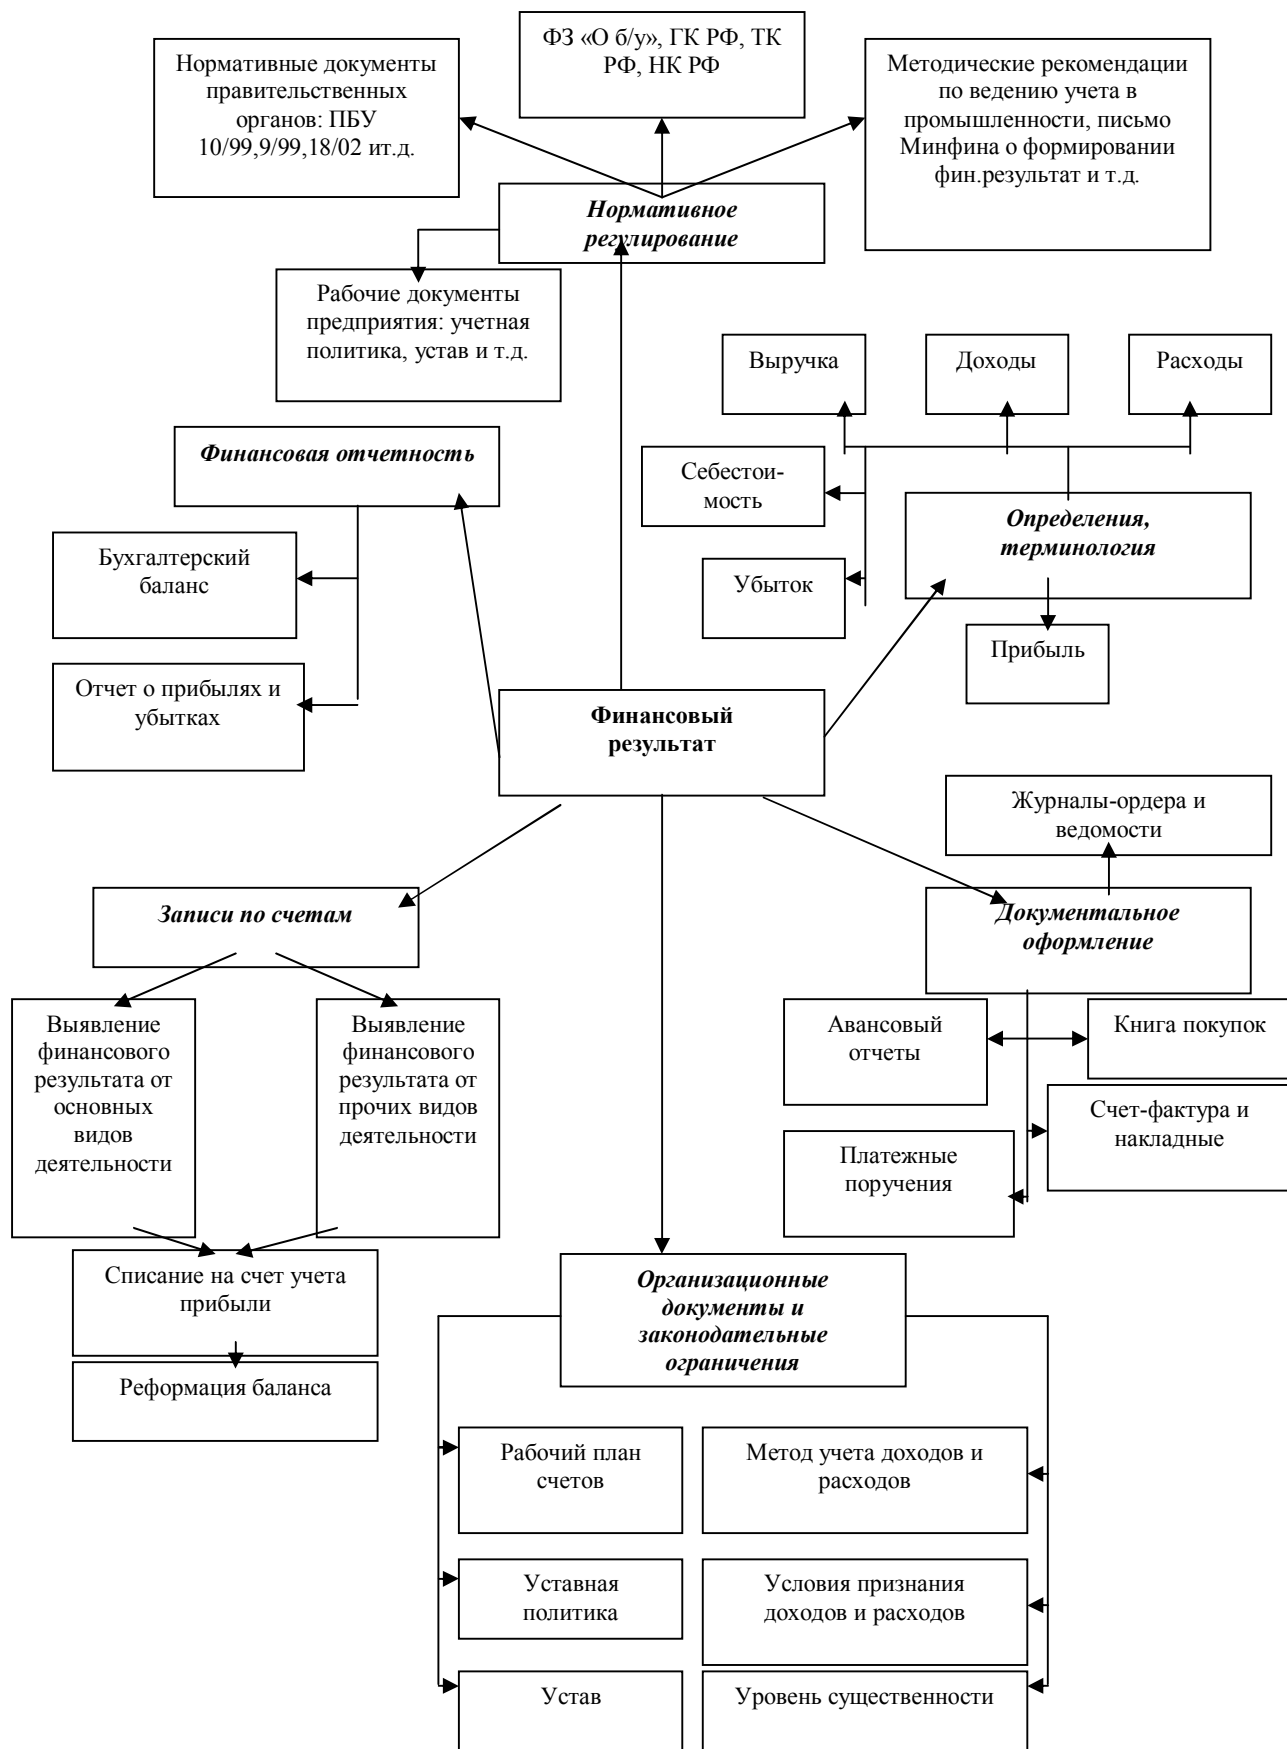 ФЗ «О б/у», ГК РФ, ТК
РФ, НК РФ
Нормативные документы
правительственных
органов: ПБУ
10/99,9/99,18/02 ит.д.
Методические рекомендации
по ведению учета в
промышленности, письмо
Минфина о формировании
фин.результат и т.д.
Нормативное
регулирование
Рабочие документы
предприятия: учетная
политика, устав и т.д.
Выручка
Доходы
Расходы
Финансовая отчетность
Себестои-
мость
Определения,
терминология
Бухгалтерский
баланс
Убыток
Прибыль
Отчет о прибылях и
убытках
Финансовый
результат
Журналы-ордера и
ведомости
Записи по счетам
Документальное
оформление
Выявление
финансового
результата от
основных
видов
деятельности
Выявление
финансового
результата от
прочих видов
деятельности
Авансовый
отчеты
Книга покупок
Счет-фактура и
накладные
Платежные
поручения
Списание на счет учета
прибыли
Реформация баланса
Организационные
документы и
законодательные
ограничения
Рабочий план
счетов
Метод учета доходов и
расходов
Уставная
политика
Условия признания
доходов и расходов
Устав
Уровень существенности